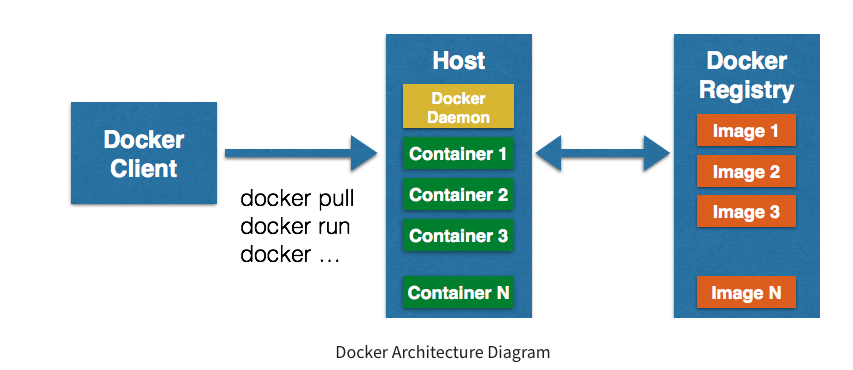 Docker
Client
docker pull
docker run
docker ...
Host
Docker
Daemon
Container 1
Container 2
Container 3
Container N
Docker
Registry
Image 1
Image 2
Image 3
Image N
Docker Architecture Diagram